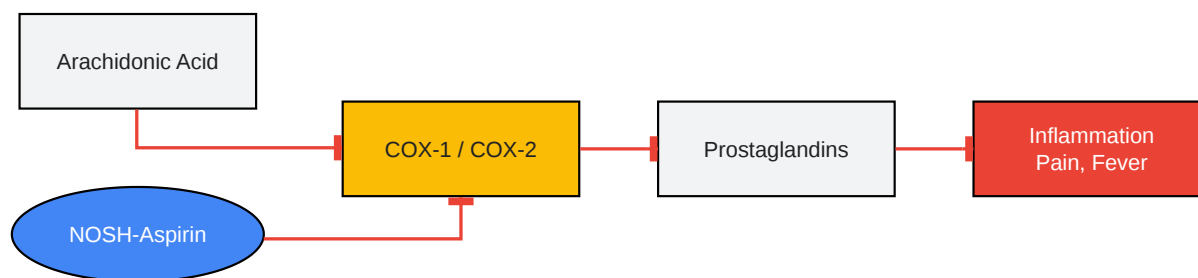 Arachidonic Acid
COX-1 / COX-2
Prostaglandins
Inflammation
Pain, Fever
NOSH-Aspirin